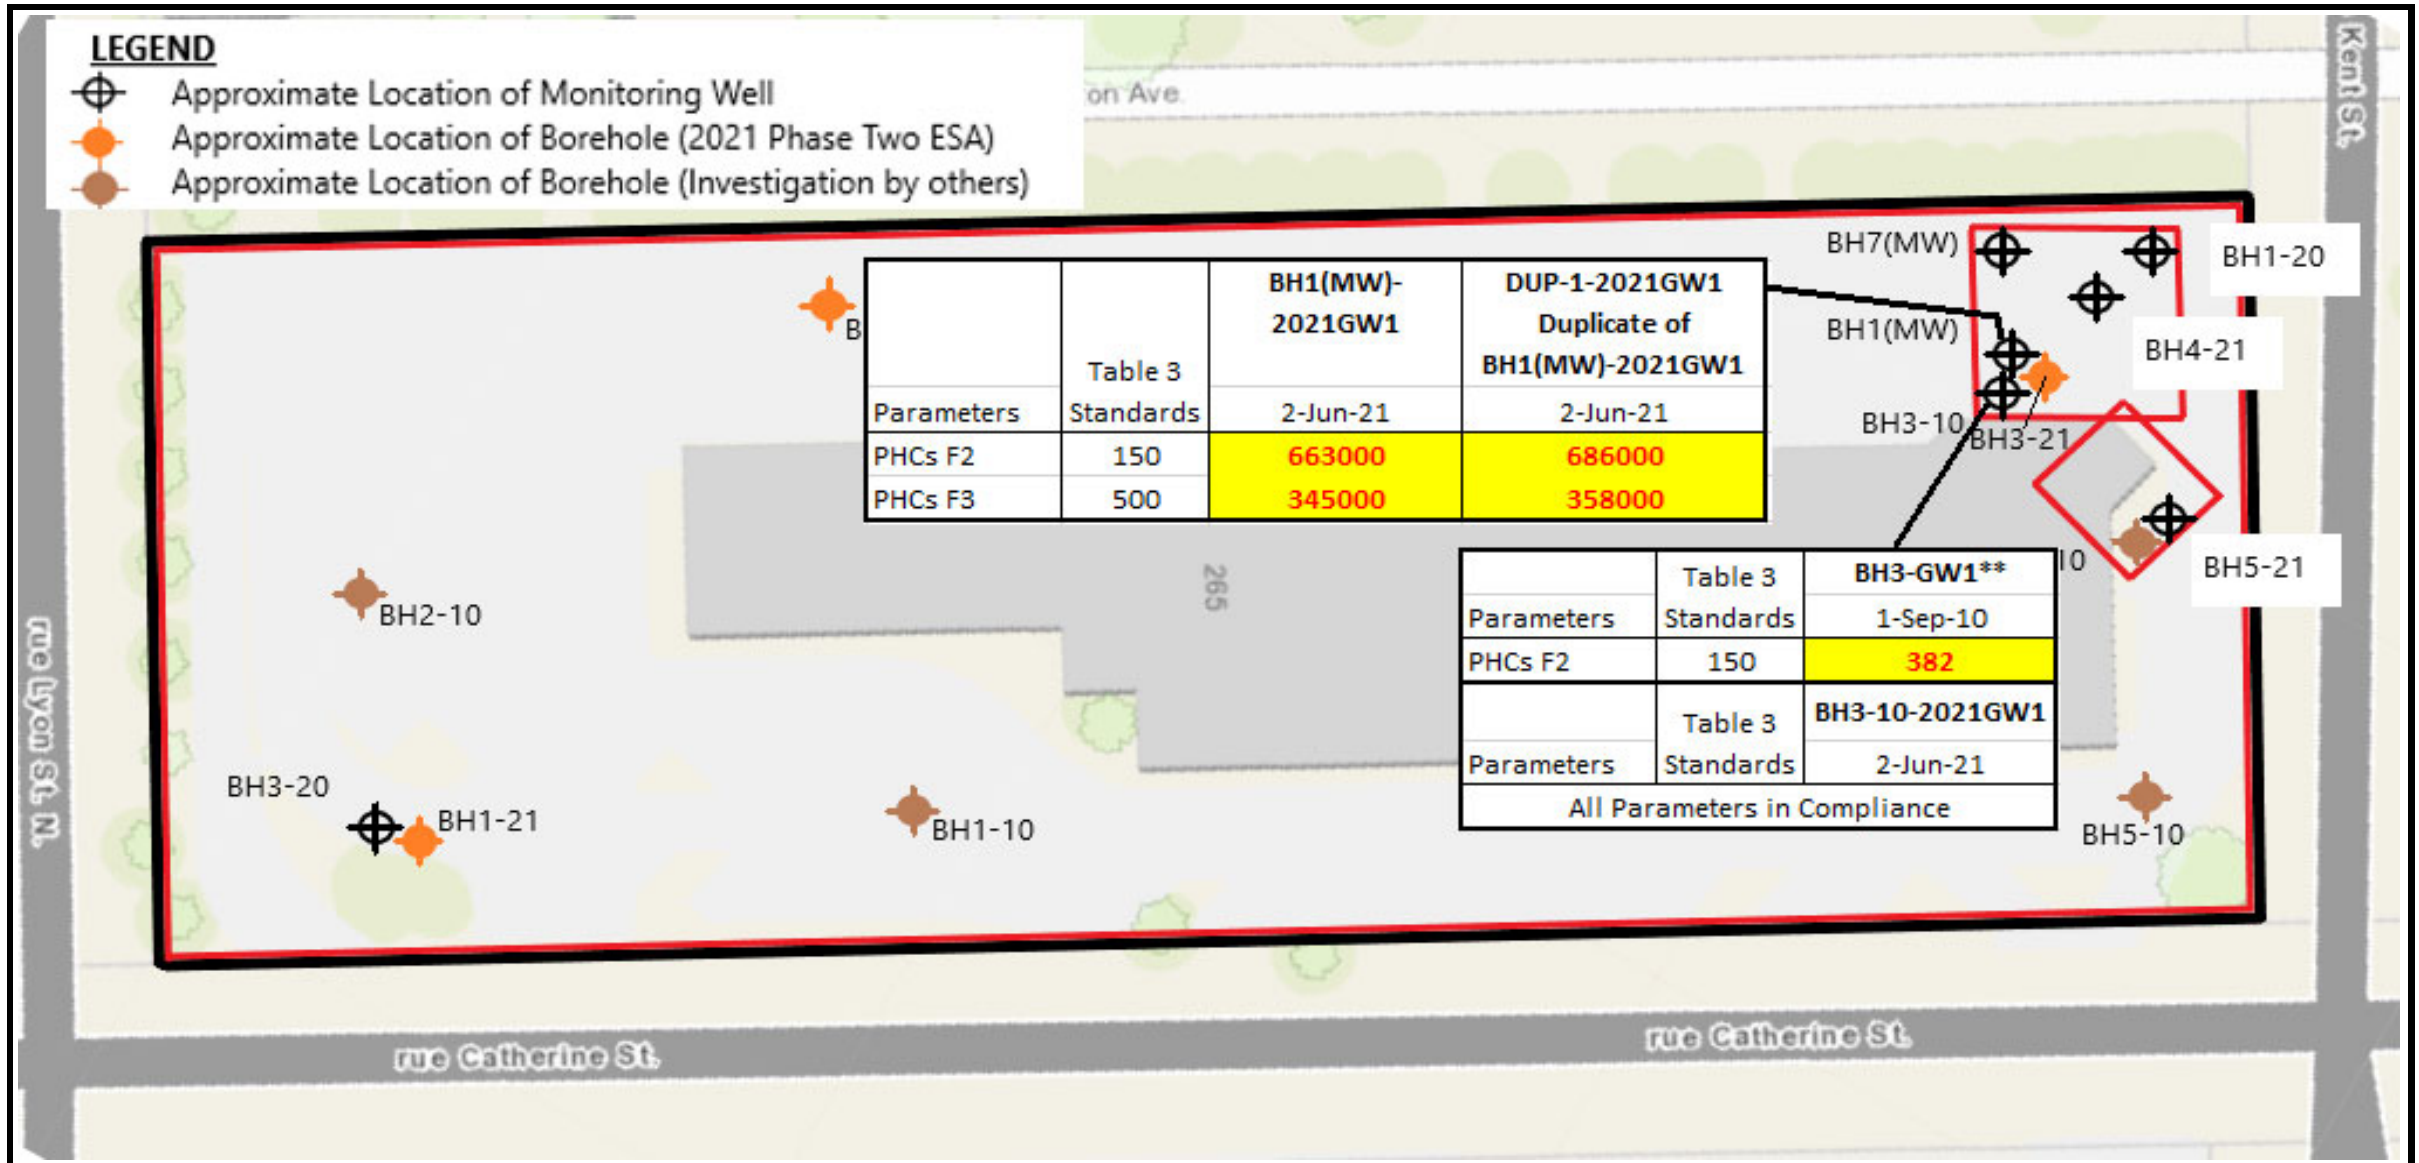 LEGEND
Approximate Location of Monitoring Well
Approximate Location of Borehole (2021 Phase Two ESA)
Approximate Location of Borehole (Investigation by others)
on Ave.
Kent St.
BH7(MW)
BH1-20
BH1(MW)
BH4-21
BH3-10
BH3-21
B
BH1(MW)-
2021GW1
DUP-1-2021GW1
Duplicate of
BH1(MW)-2021GW1
Table 3
Parameters Standards 2-Jun-21 2-Jun-21
PHCs F2 150 663000 686000
PHCs F3 500 345000 358000
265
10
BH5-21
Table 3 BH3-GW1**
Parameters Standards 1-Sep-10
PHCs F2 150 382
Table 3 BH3-10-2021GW1
Parameters Standards 2-Jun-21
All Parameters in Compliance
BH2-10
rue Lyon St. N.
BH3-20
BH1-21
BH1-10
BH5-10
rue Catherine St.
rue Catherine St.